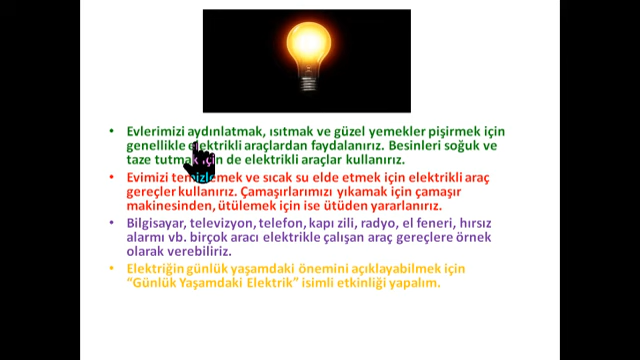 Evlerimizi aydınlatmak, ısıtmak ve güzel yemekler pişirmek için
genellikle elektrikli araçlardan faydalanırız. Besinleri soğuk ve
taze tutmak için de elektrikli araçlar kullanırız.
Evimizi temizlemek ve sıcak su elde etmek için elektrikli araç
gereçler kullanırız. Çamaşırlarımızı yıkamak için çamaşır
makinesinden, ütülemek için ise ütüden yararlanırız.
Bilgisayar, televizyon, telefon, kapı zili, radyo, el feneri, hırsız
alarmı vb. birçok aracı elektrikle çalışan araç gereçlere örnek
olarak verebiliriz.
Elektriğin günlük yaşamdaki önemini açıklayabilmek için
“Günlük Yaşamdaki Elektrik” isimli etkinliği yapalım.